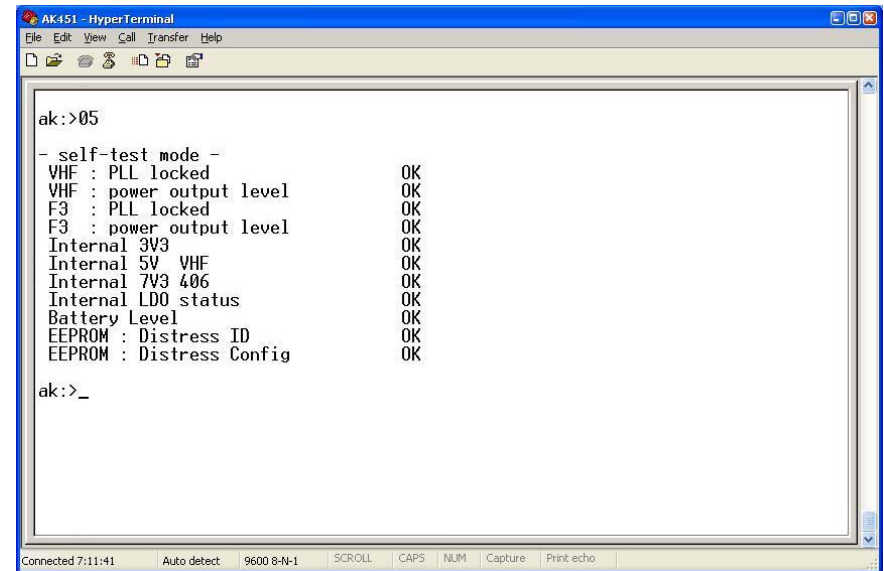 AK451 - HyperTerminal
File Edit View Call Transfer Help
ak:>05
- self-test mode -
VHF : PLL locked OK
VHF : power output level OK
F3 : PLL locked OK
F3 : power output level OK
Internal 3V3 OK
Internal 5V VHF OK
Internal 7V3 406 OK
Internal LDO status OK
Battery Level OK
EEPROM : Distress ID OK
EEPROM : Distress Config OK
ak:>_
Connected 7:11:41 Auto detect 9600 8-N-1 SCROLL CAPS NUM Capture Print echo